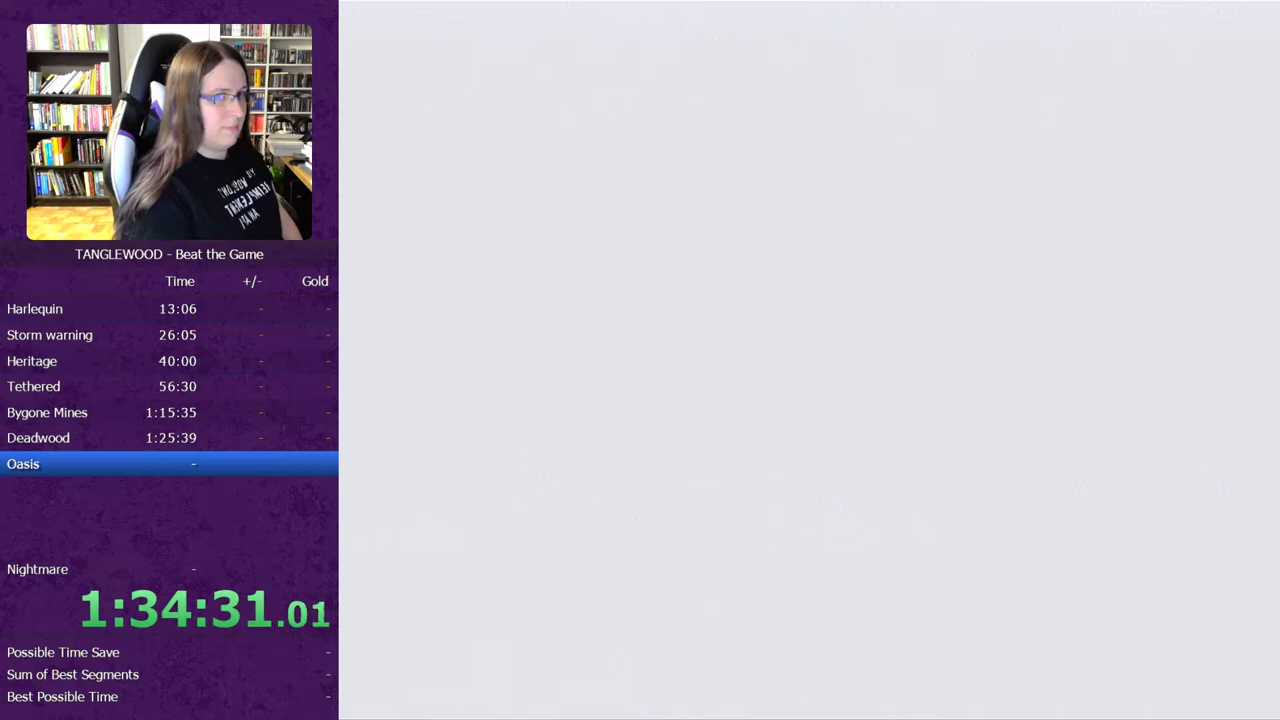 TANGLEWOOD - Beat the Game
Time +/- Gold
Harlequin 13:06 - -
Storm warning 26:05 - -
Heritage 40:00 - -
Tethered 56:30 - -
Bygone Mines 1:15:35 - -
Deadwood 1:25:39 - -
Oasis -
Nightmare -
1:34:31.01
Possible Time Save -
Sum of Best Segments -
Best Possible Time -